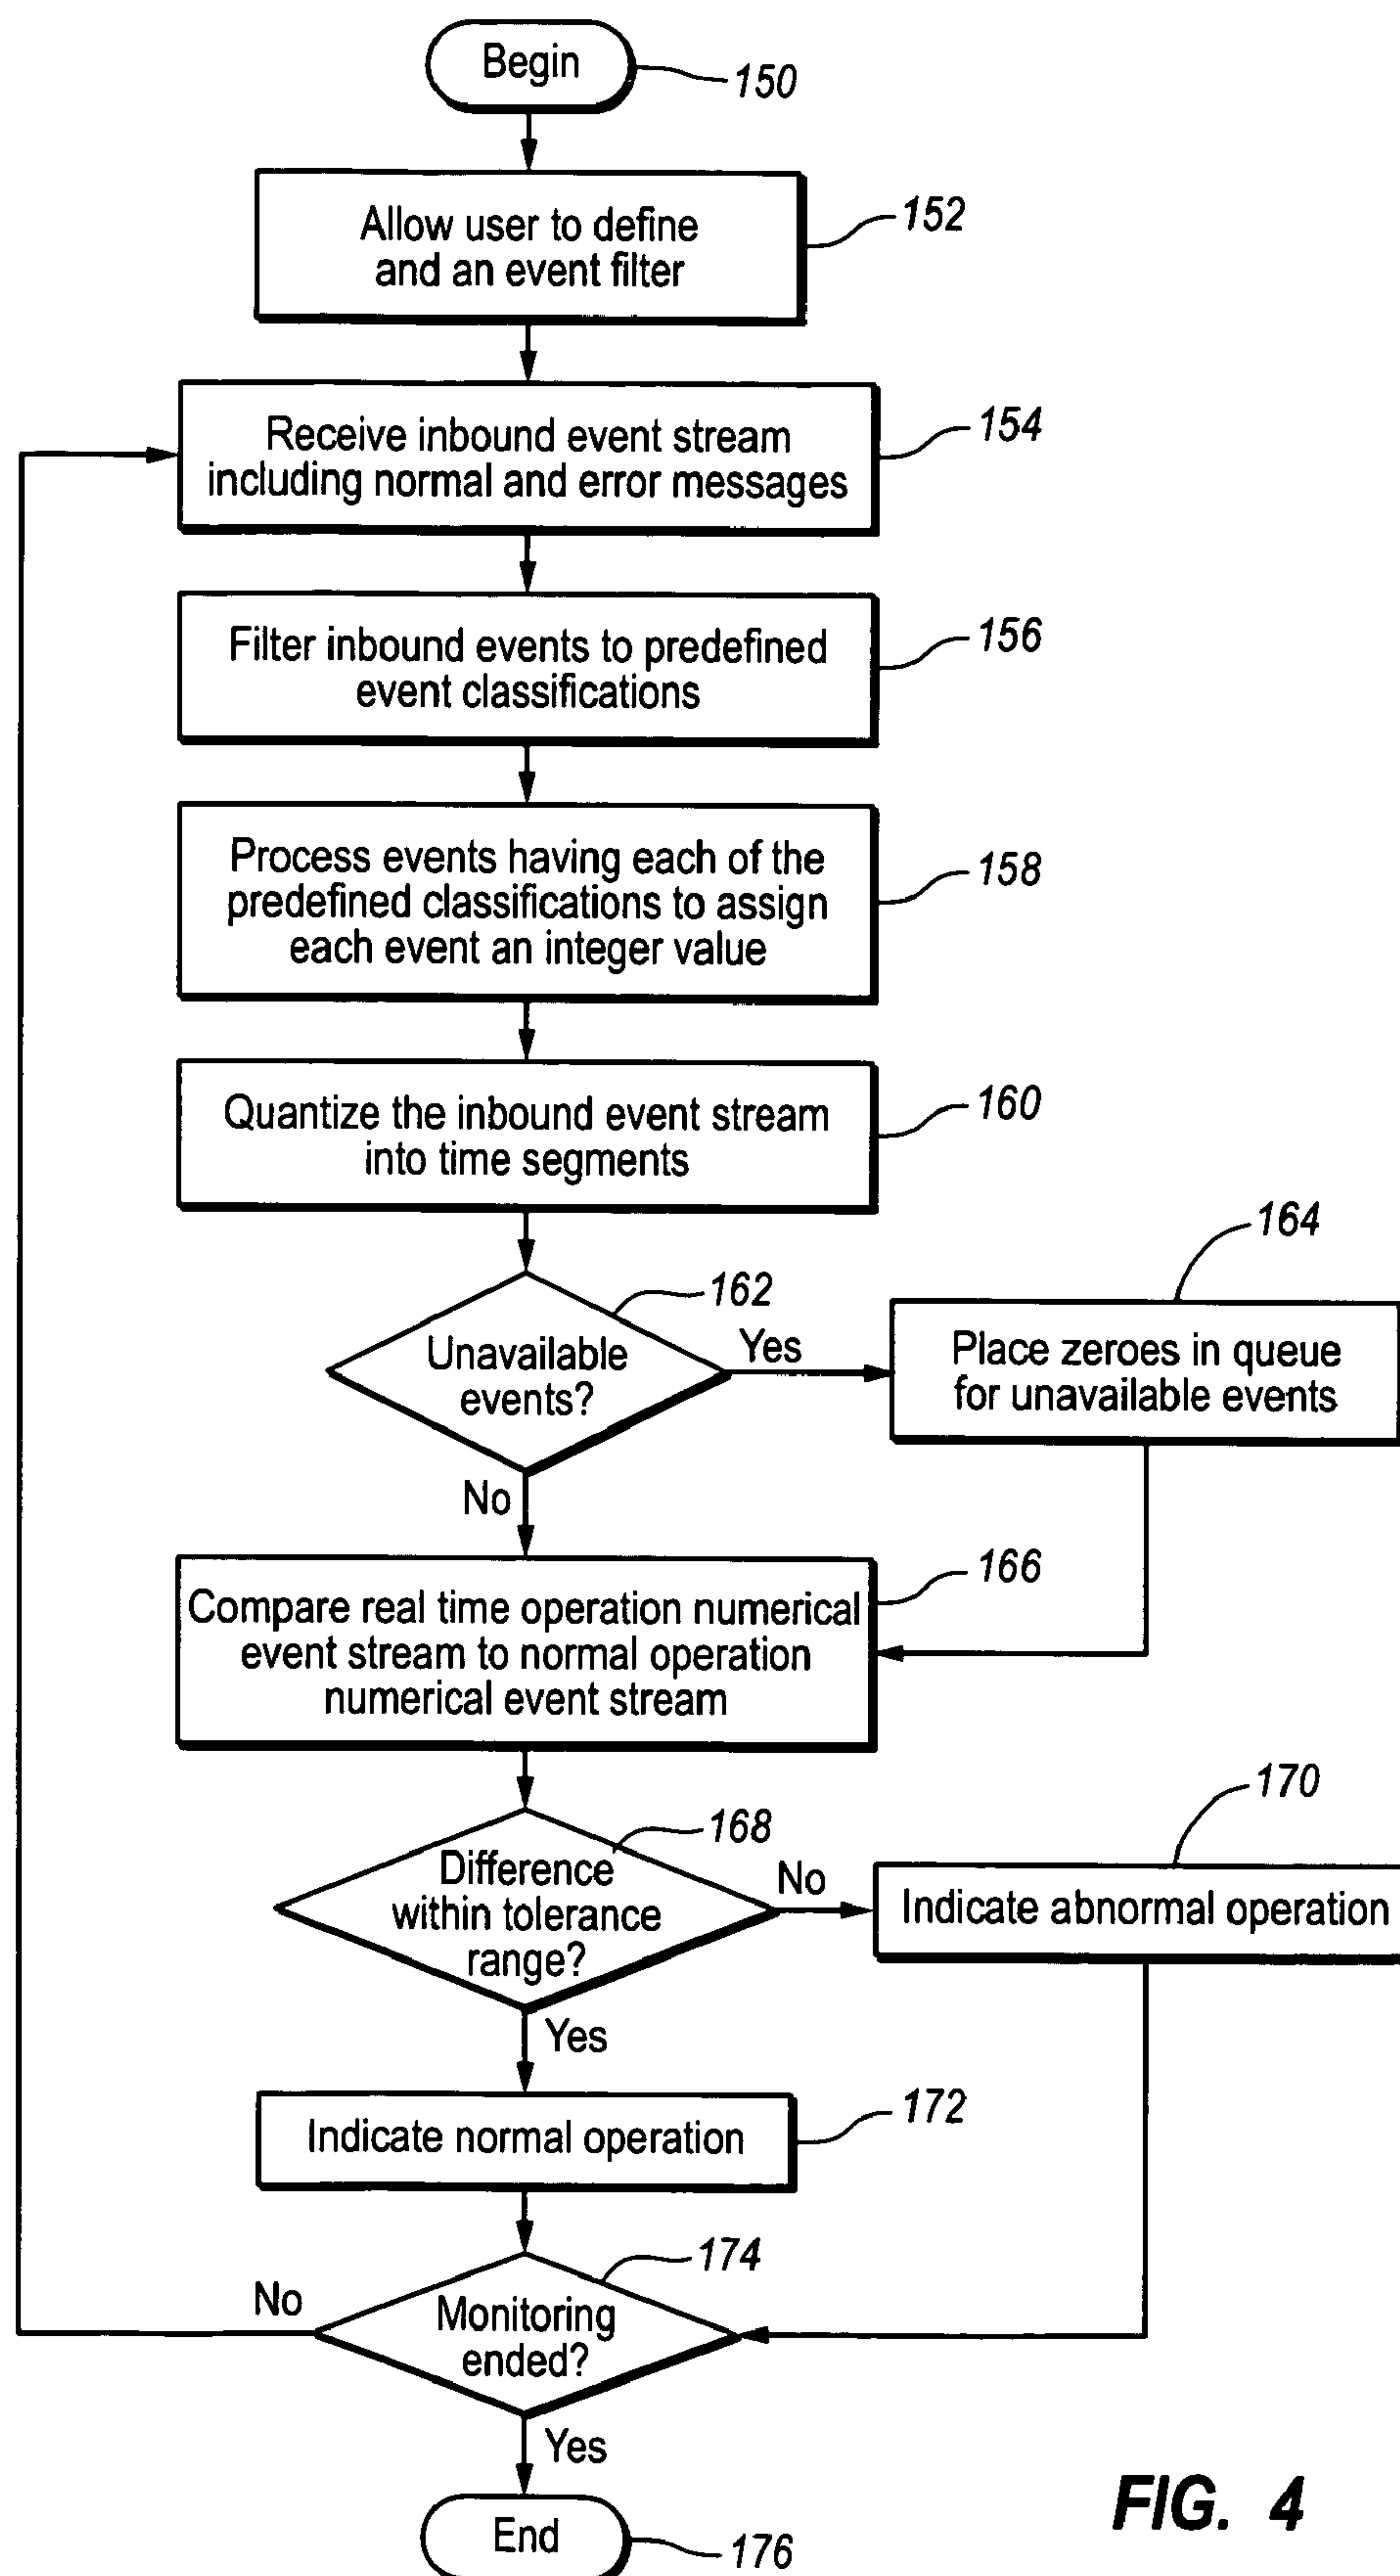 Begin
150
Allow user to define
and an event filter
152
Receive inbound event stream
including normal and error messages
154
Filter inbound events to predefined
event classifications
156
Process events having each of the
predefined classifications to assign
each event an integer value
158
Quantize the inbound event stream
into time segments
160
Unavailable
events?
162
Yes
Place zeroes in queue
for unavailable events
164
No
Compare real time operation numerical
event stream to normal operation
numerical event stream
166
Difference
within tolerance
range?
168
No
Indicate abnormal operation
170
Yes
Indicate normal operation
172
Monitoring
ended?
174
No
Yes
End
176
FIG. 4